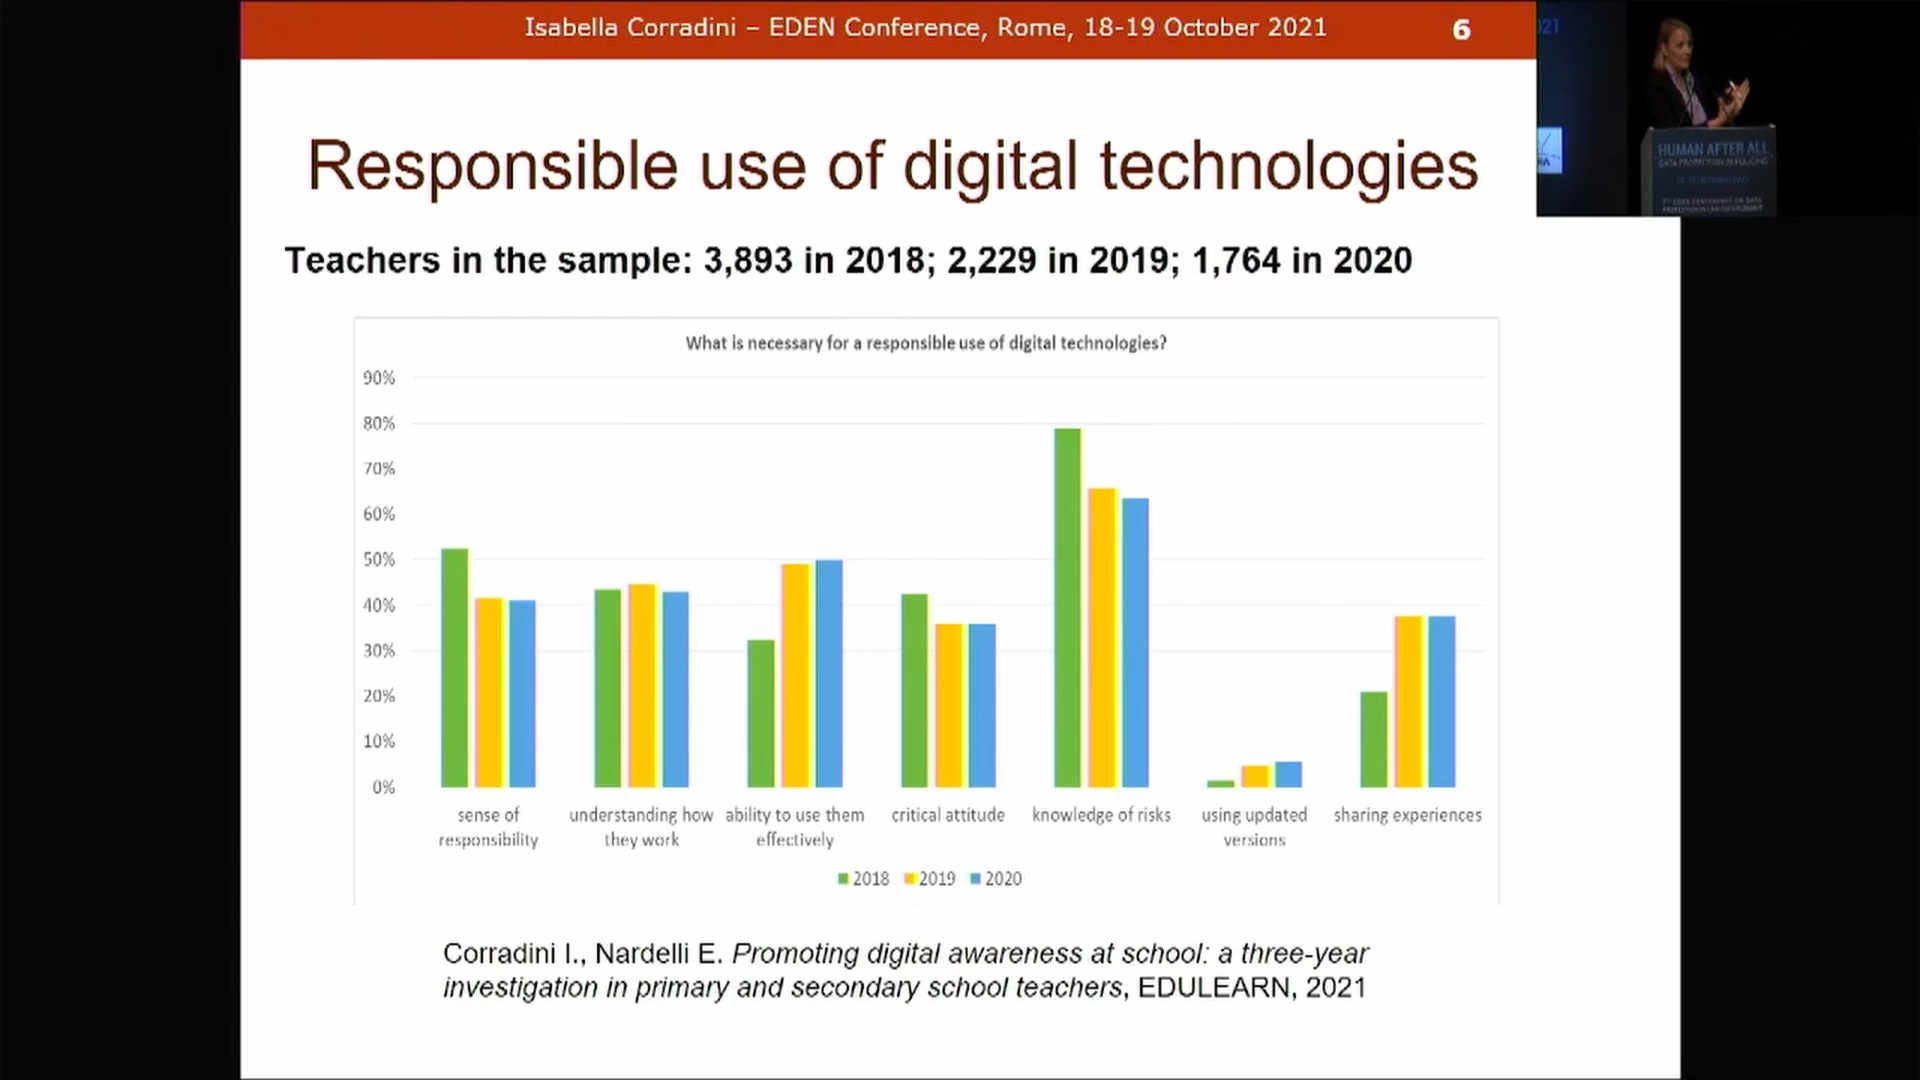 Isabella Corradini – EDEN Conference, Rome, 18-19 October 2021
6
021
HUMAN AFTER ALL
DATA PROTECTION IN POLICING
Responsible use of digital technologies
Teachers in the sample: 3,893 in 2018; 2,229 in 2019; 1,764 in 2020
What is necessary for a responsible use of digital technologies?
90%
80%
70%
60%
50%
40%
30%
20%
10%
0%
sense of
responsibility
understanding how
they work
ability to use them
effectively
critical attitude
knowledge of risks
using updated
versions
sharing experiences
2018 2019 2020
Corradini I., Nardelli E. Promoting digital awareness at school: a three-year
investigation in primary and secondary school teachers, EDULEARN, 2021